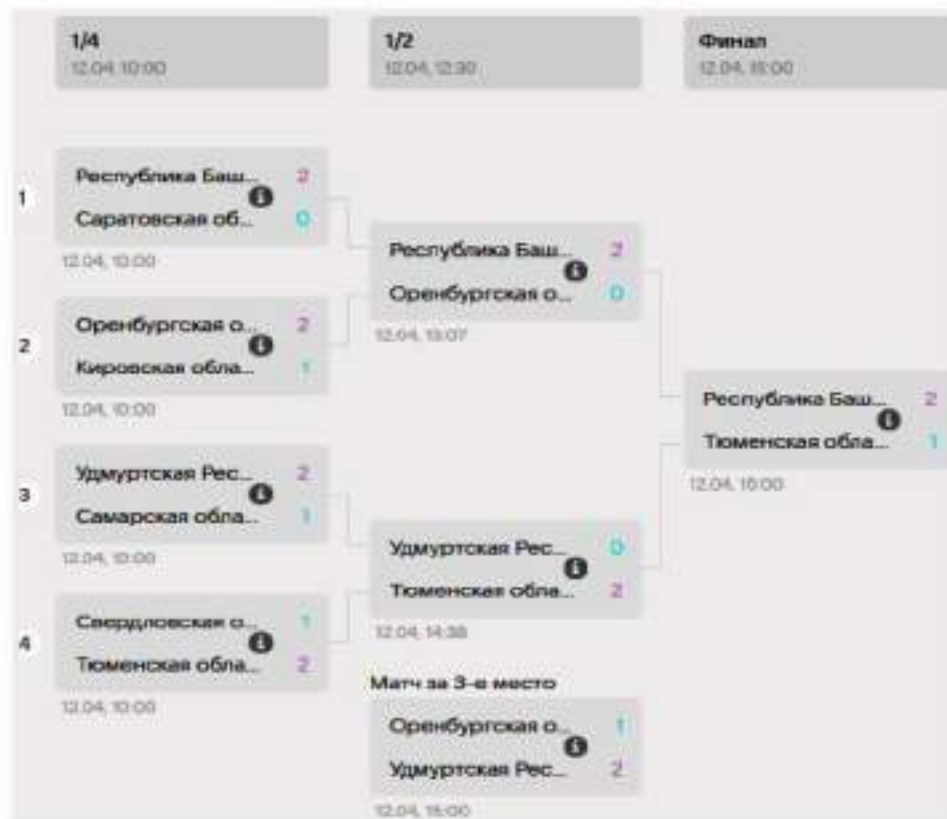 1/4
12.04, 10:00
1/2
12.04, 12:30
Финал
12.04, 15:00
1
Республика Баш... 2
Саратовская об... 0
12.04, 10:00
2
Оренбургская о... 2
Кировская обла... 1
12.04, 10:00
3
Удмуртская Рес... 2
Самарская обла... 1
12.04, 10:00
4
Свердловская о... 1
Тюменская обла... 2
12.04, 10:00
Республика Баш... 2
Оренбургская о... 0
12.04, 13:07
Удмуртская Рес... 0
Тюменская обла... 2
12.04, 14:38
Матч за 3-е место
Оренбургская о... 1
Удмуртская Рес... 2
12.04, 15:00
Республика Баш... 2
Тюменская обла... 1
12.04, 16:00